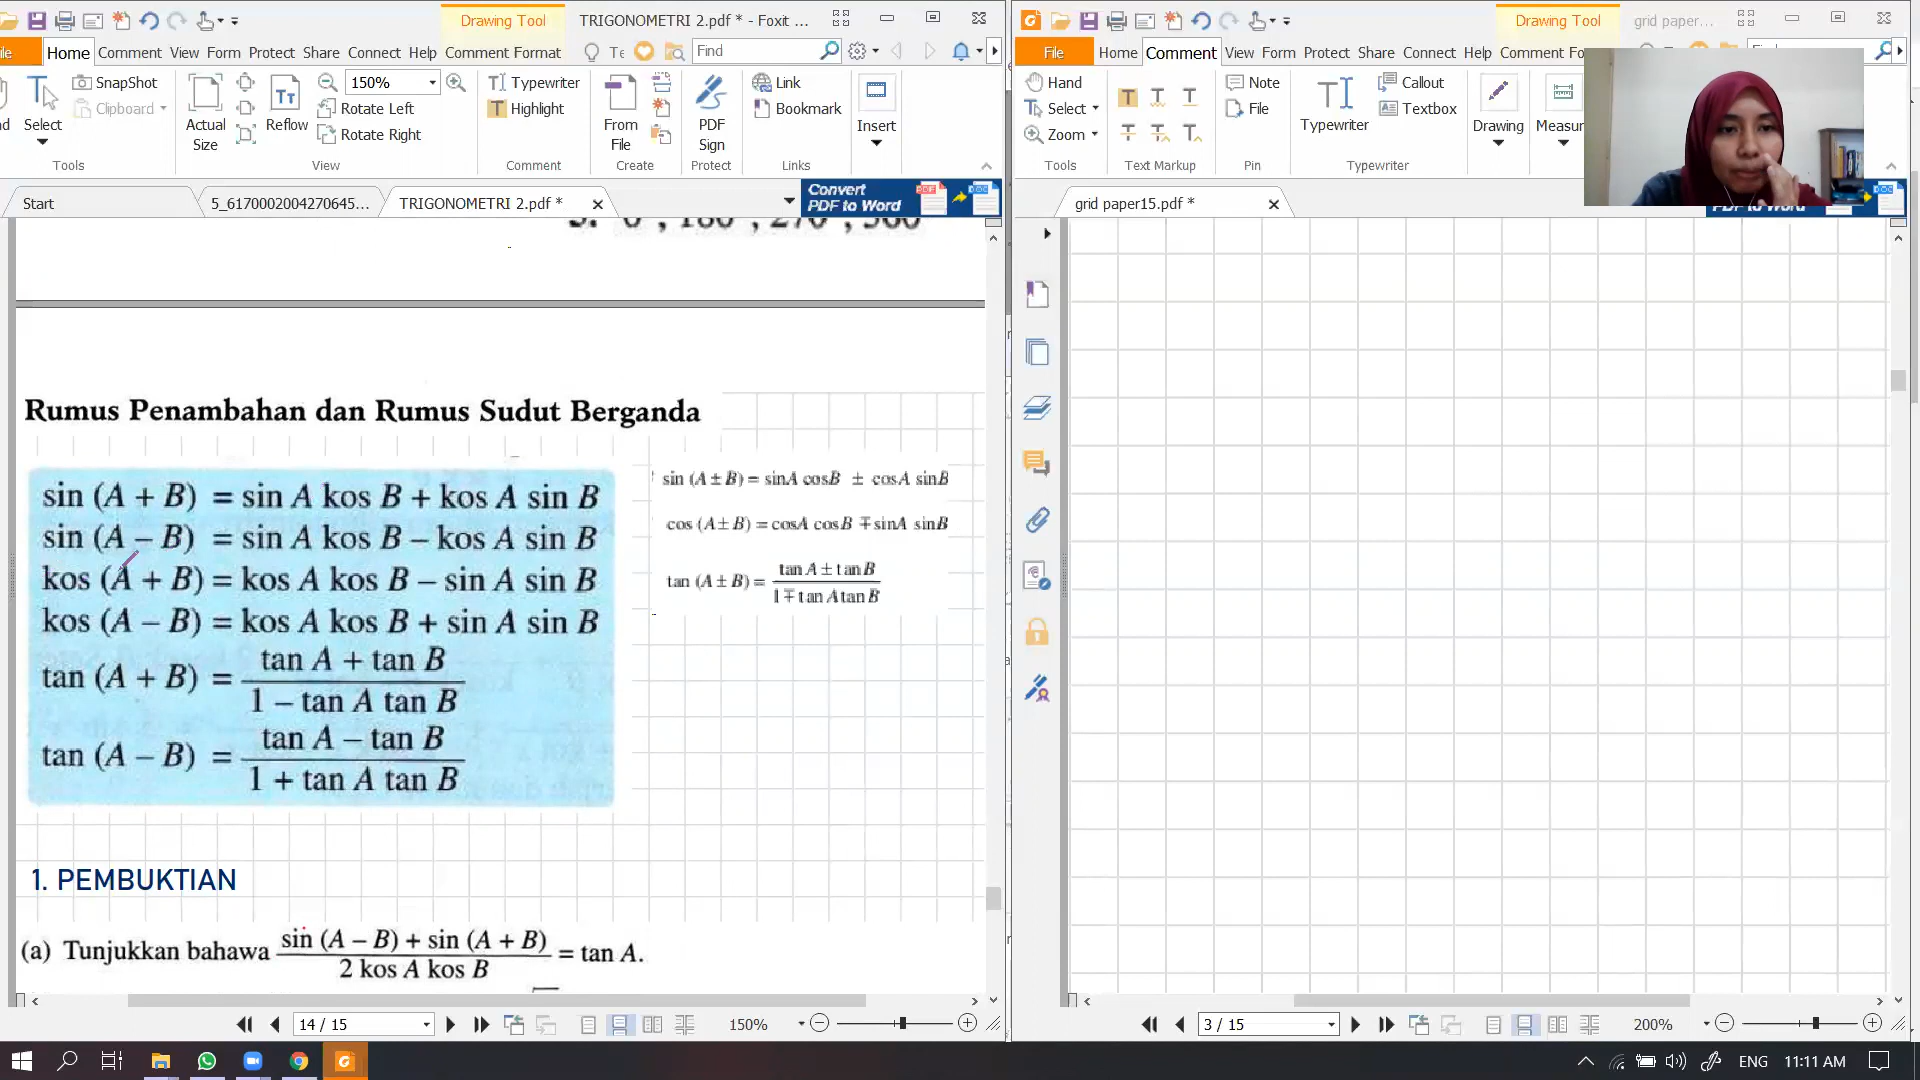 Drawing Tool TRIGONOMETRI 2.pdf * - Foxit ...
Home Comment View Form Protect Share Connect Help Comment Format Find
SnapShot
Clipboard
Select
Tools
Actual Size
Reflow
150%
Rotate Left
Rotate Right
View
Typewriter
Highlight
Comment
From File
Create
PDF Sign
Protect
Link
Bookmark
Links
Insert
Start 5_6170002004270645... TRIGONOMETRI 2.pdf *
Convert
PDF to Word
Rumus Penambahan dan Rumus Sudut Berganda
sin (A + B) = sin A kos B + kos A sin B
sin (A − B) = sin A kos B − kos A sin B
kos (A + B) = kos A kos B − sin A sin B
kos (A − B) = kos A kos B + sin A sin B
tan (A + B) = tan A + tan B / 1 − tan A tan B
tan (A − B) = tan A − tan B / 1 + tan A tan B
sin (A ± B) = sinA cosB ± cosA sinB
cos (A ± B) = cosA cosB ∓ sinA sinB
tan (A ± B) = tan A ± tan B / 1 ∓ tan A tan B
1. PEMBUKTIAN
(a) Tunjukkan bahawa sin (A − B) + sin (A + B) / 2 kos A kos B = tan A.
14 / 15 150%
Drawing Tool grid paper...
File Home Comment View Form Protect Share Connect Help Comment
Hand
Select
Zoom
Tools
Text Markup
Note
File
Pin
Typewriter
Callout
Textbox
Typewriter
Drawing
Measur
grid paper15.pdf *
3 / 15 200%
ENG 11:11 AM